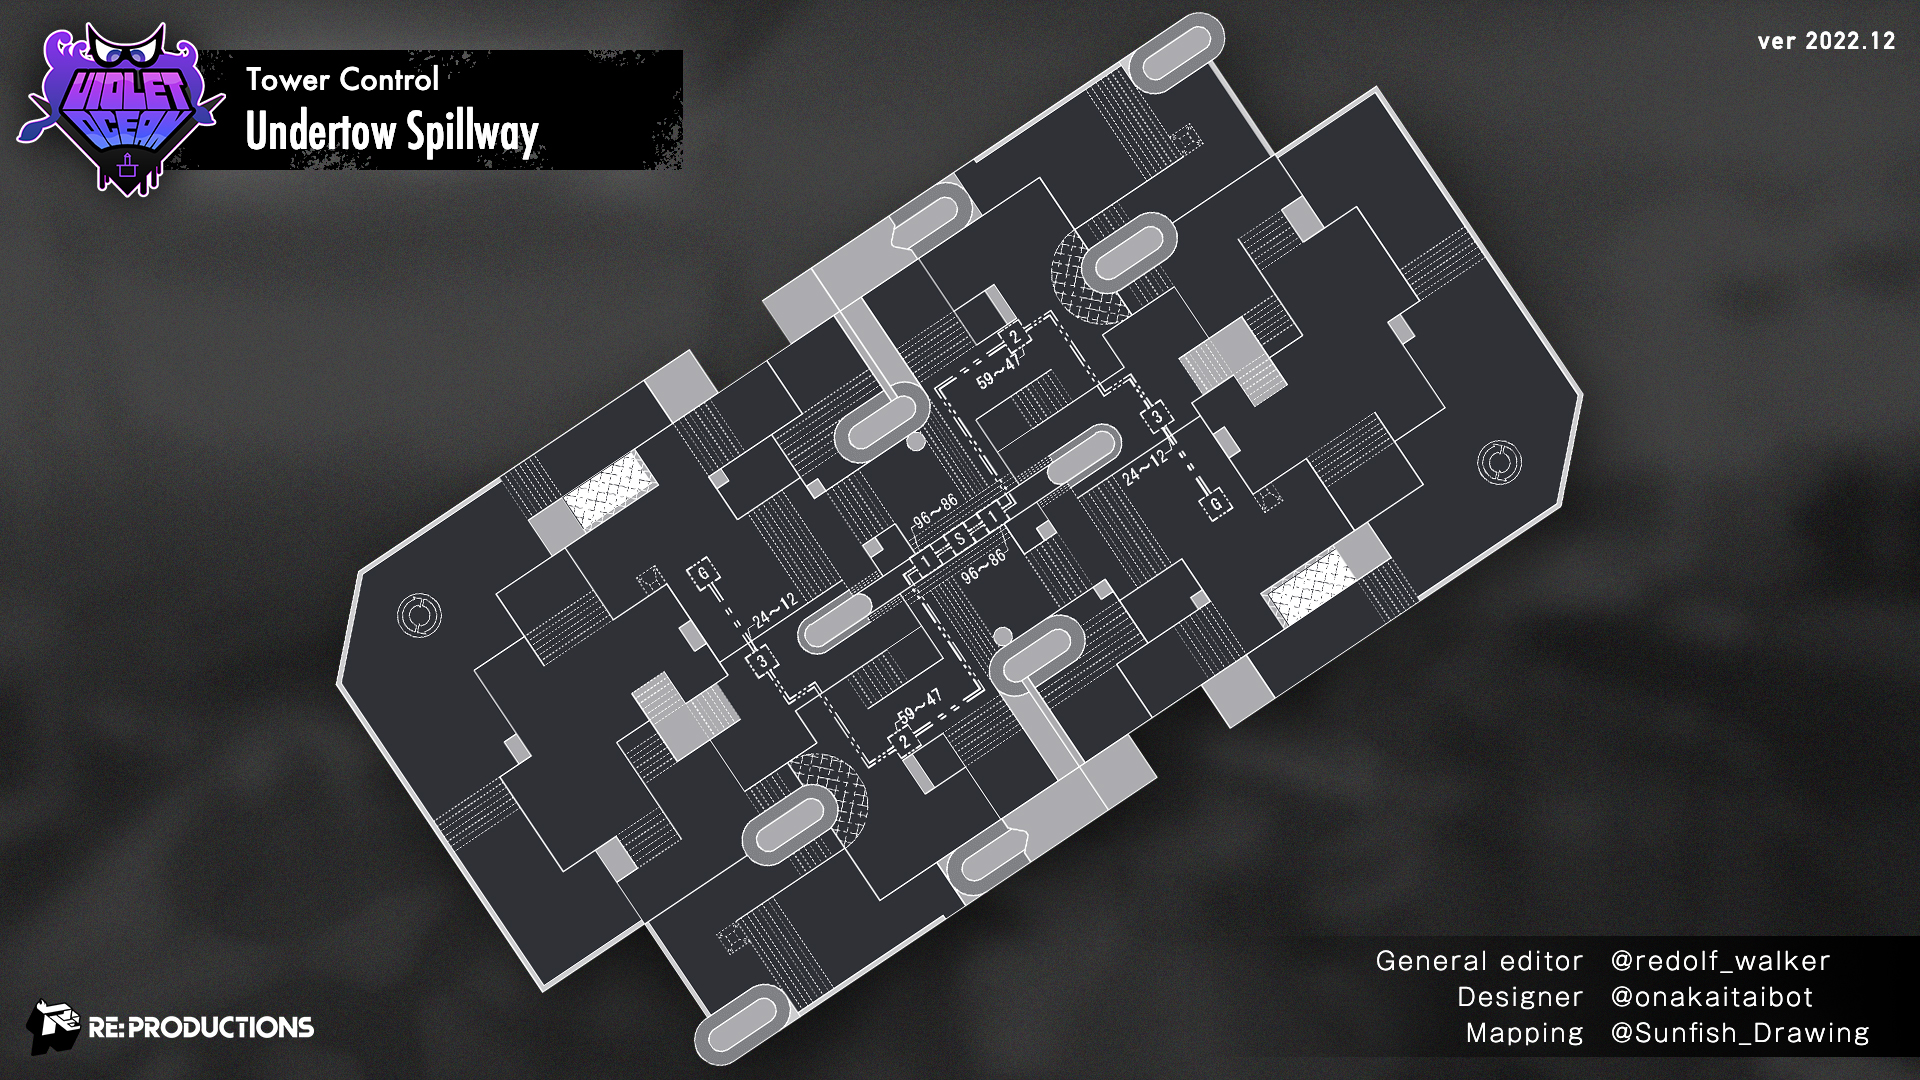 VIOLET
OCEAN
Tower Control
Undertow Spillway
ver 2022.12
2
59~47
3
24~12
G
96~86
1 S 1
96~86
G
24~12
3
59~47
2
General editor @redolf_walker
Designer @onakaitaibot
Mapping @Sunfish_Drawing
RE:PRODUCTIONS